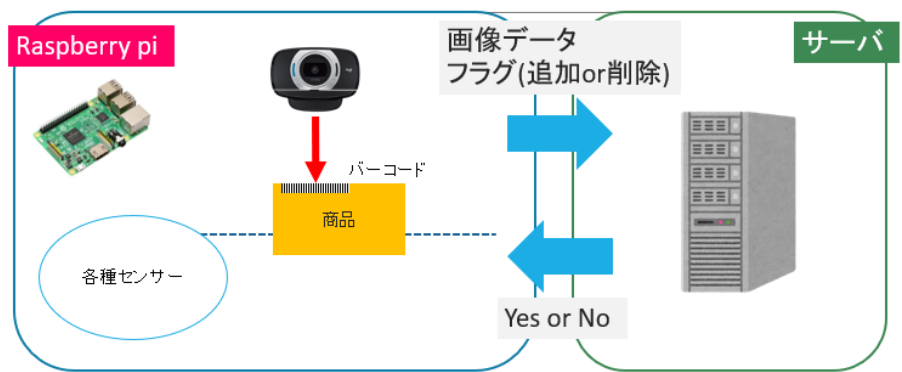 Raspberry pi
画像データ
フラグ(追加or削除)
サーバ
バーコード
商品
各種センサー
Yes or No